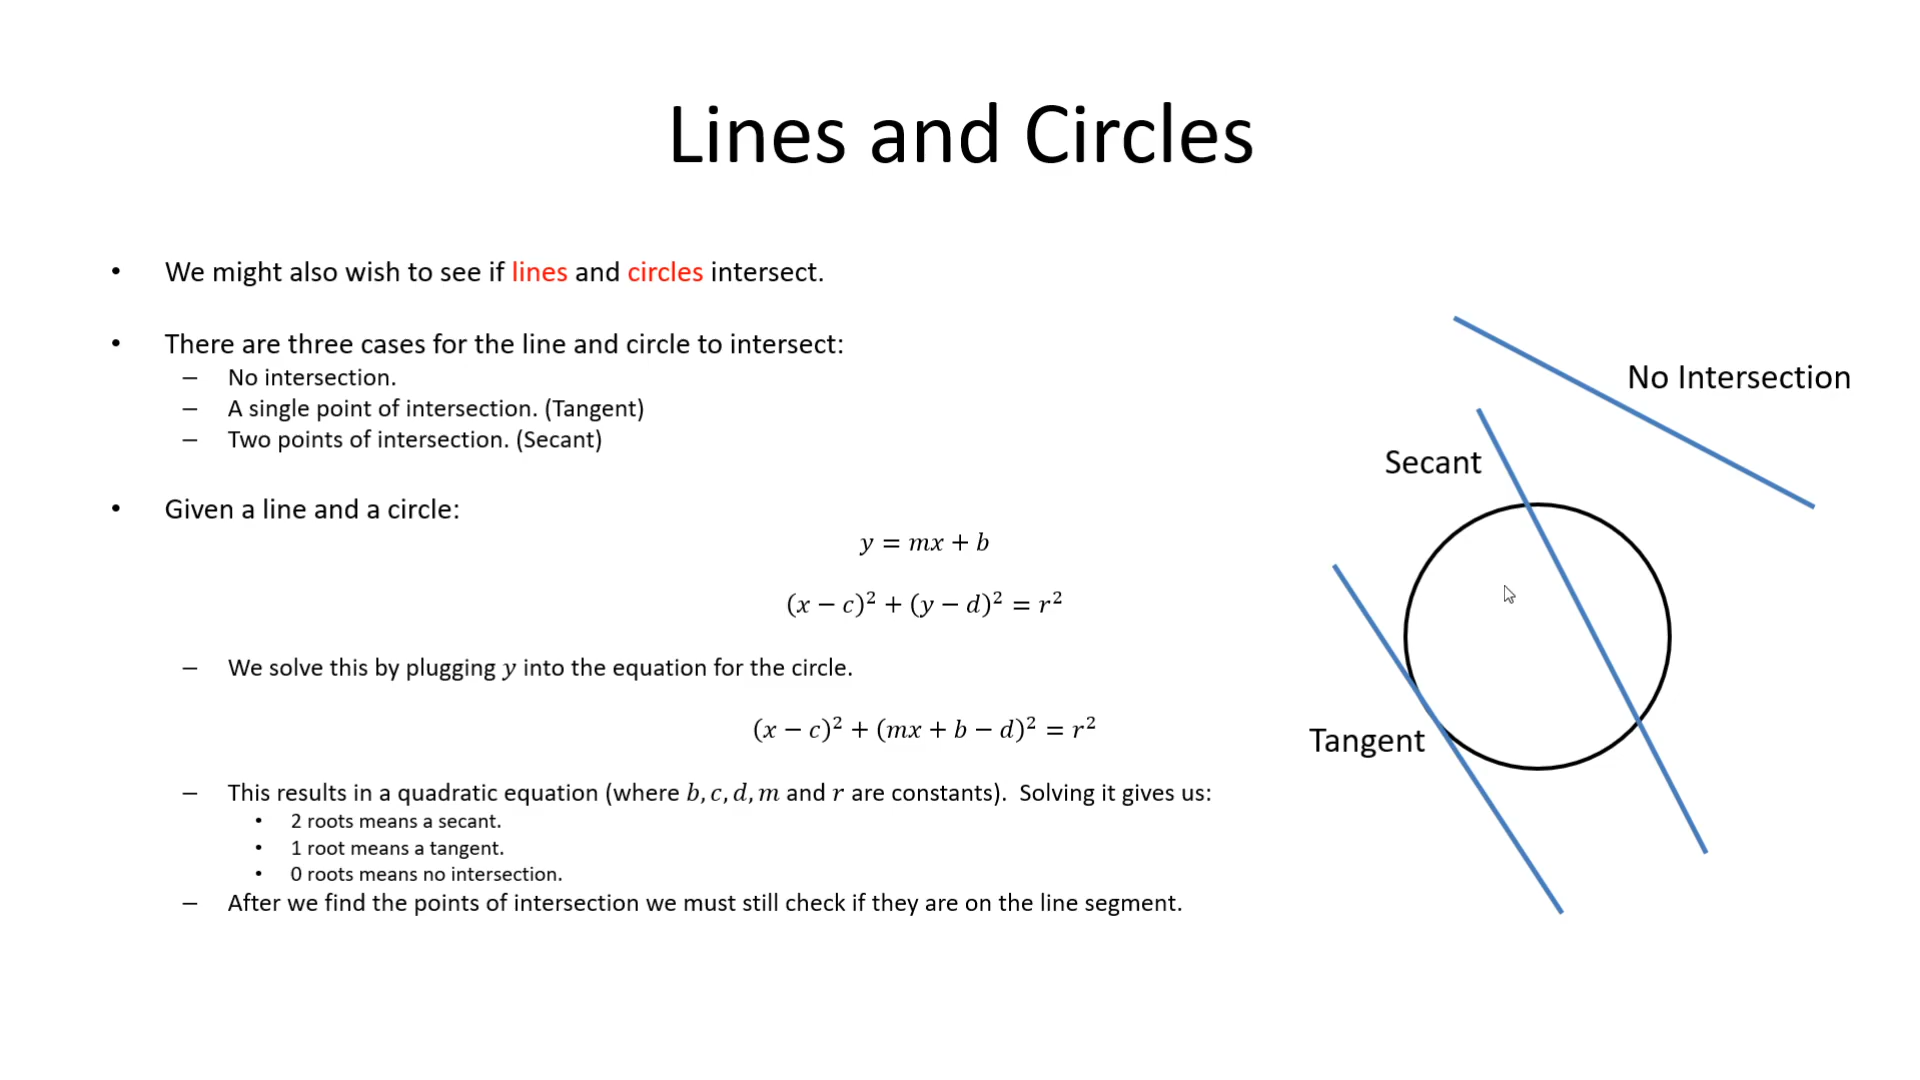 Lines and Circles
• We might also wish to see if lines and circles intersect.
• There are three cases for the line and circle to intersect:
– No intersection.
– A single point of intersection. (Tangent)
– Two points of intersection. (Secant)
• Given a line and a circle:
y = mx + b
(x − c)² + (y − d)² = r²
– We solve this by plugging y into the equation for the circle.
(x − c)² + (mx + b − d)² = r²
– This results in a quadratic equation (where b, c, d, m and r are constants). Solving it gives us:
• 2 roots means a secant.
• 1 root means a tangent.
• 0 roots means no intersection.
– After we find the points of intersection we must still check if they are on the line segment.
No Intersection
Secant
Tangent